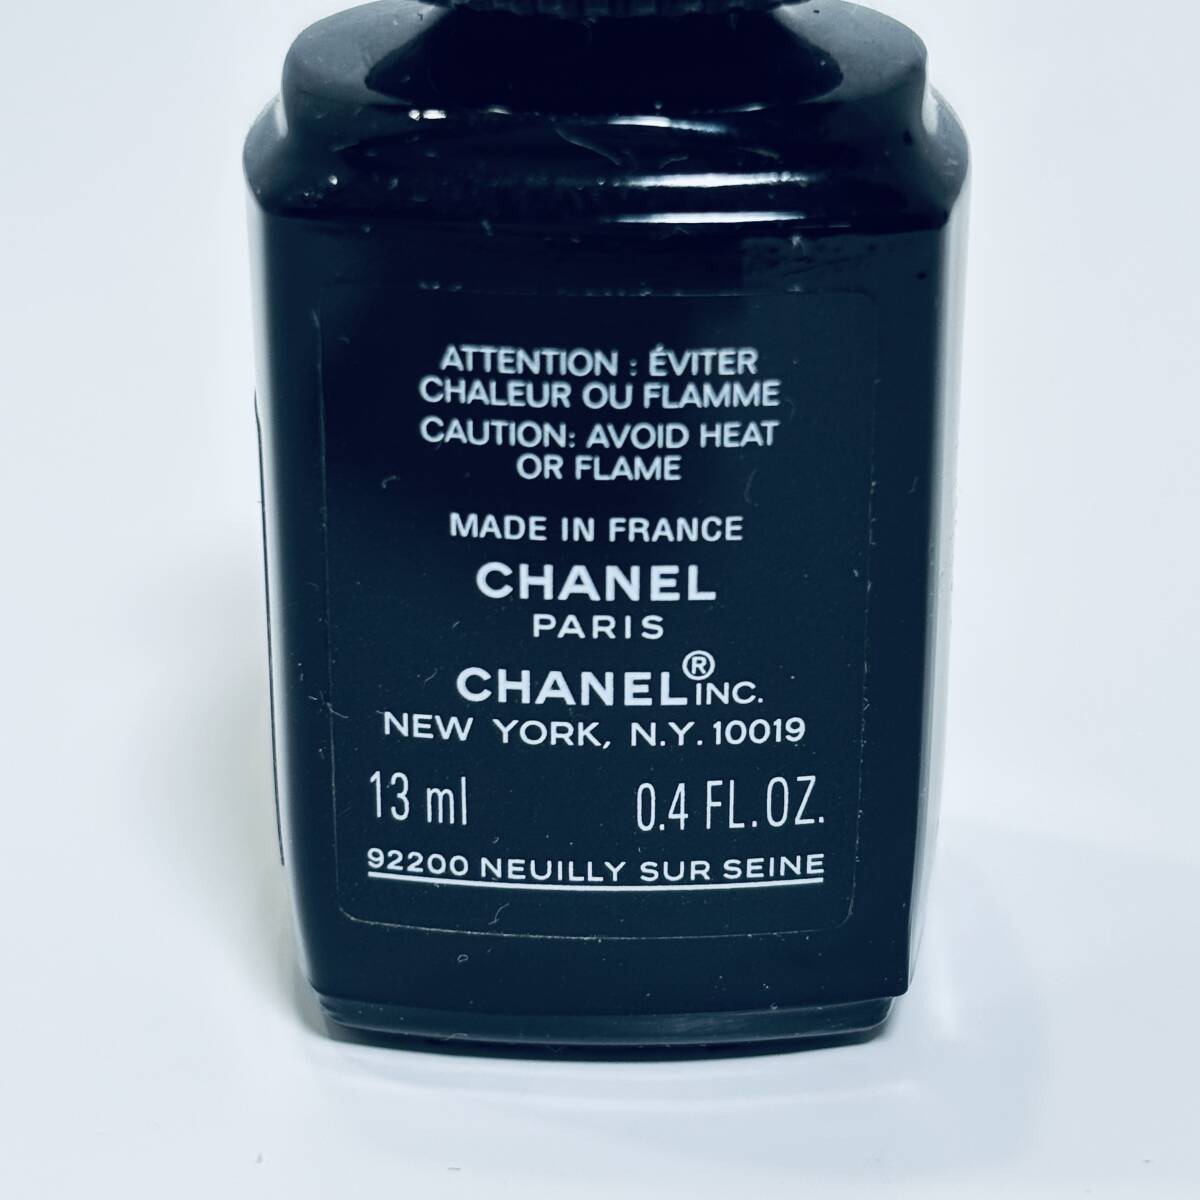 ATTENTION : ÉVITER
CHALEUR OU FLAMME
CAUTION: AVOID HEAT
OR FLAME
MADE IN FRANCE
CHANEL
PARIS
CHANEL® INC.
NEW YORK, N.Y. 10019
13 ml 0.4 FL.OZ.
92200 NEUILLY SUR SEINE